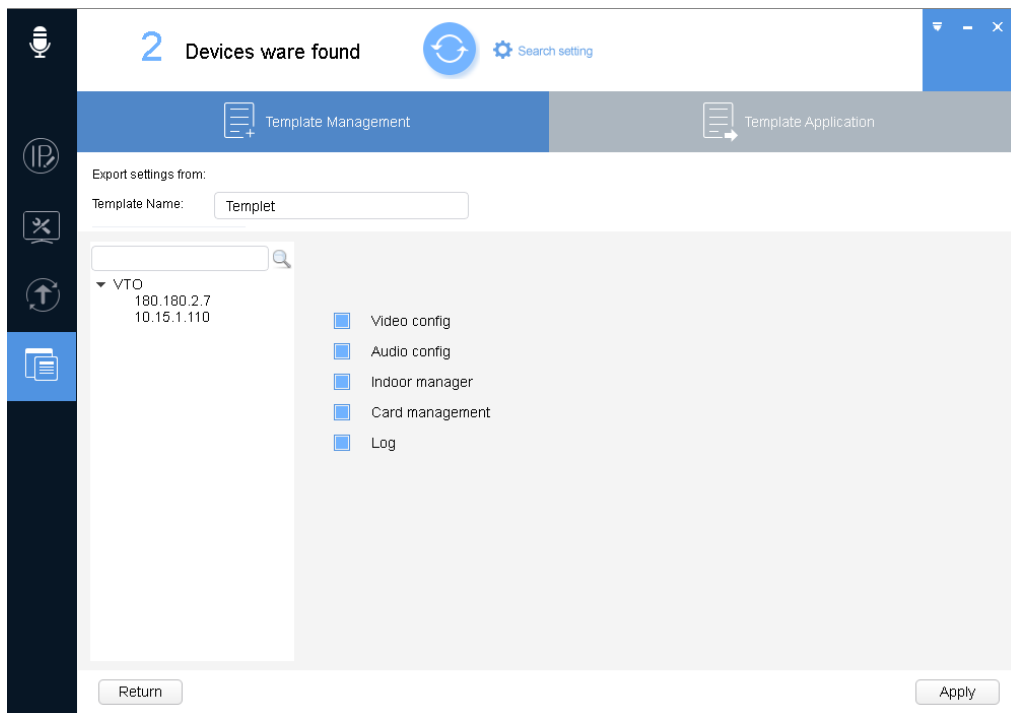 2 Devices ware found
Search setting
Template Management
Template Application
IP
Export settings from:
Template Name: Templet
VTO
180.180.2.7
10.15.1.110
Video config
Audio config
Indoor manager
Card management
Log
Return
Apply